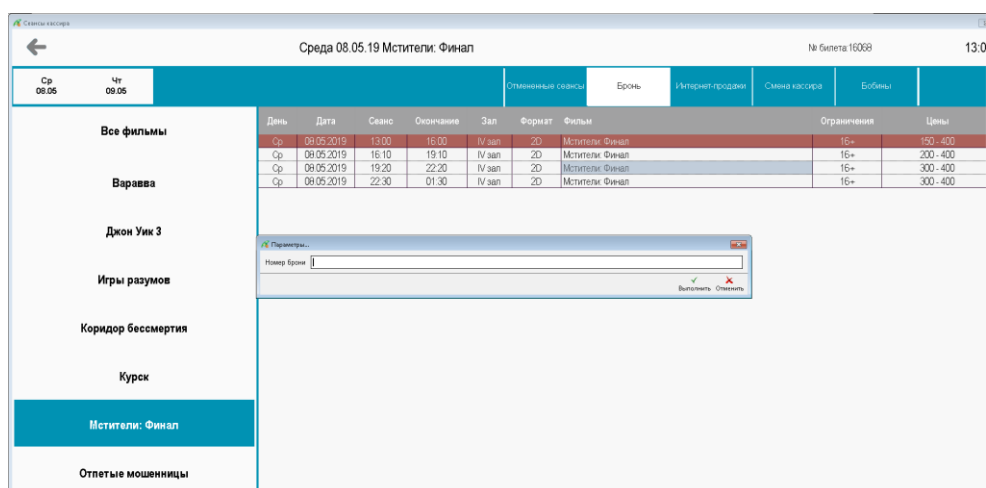 Сеансы кассира
Среда 08.05.19 Мстители: Финал
№ билета:16068
13:0
Ср
08.05
Чт
09.05
Отмененные сеансы
Бронь
Интернет-продажи
Смена кассира
Бобины
День Дата Сеанс Окончание Зал Формат Фильм Ограничения Цены
Ср 08.05.2019 13:00 16:00 IV зал 2D Мстители: Финал 16+ 150 - 400
Ср 08.05.2019 16:10 19:10 IV зал 2D Мстители: Финал 16+ 200 - 400
Ср 08.05.2019 19:20 22:20 IV зал 2D Мстители: Финал 16+ 300 - 400
Ср 08.05.2019 22:30 01:30 IV зал 2D Мстители: Финал 16+ 300 - 400
Все фильмы
Варавва
Джон Уик 3
Игры разумов
Коридор бессмертия
Курск
Мстители: Финал
Отпетые мошенницы
Параметры...
Номер брони
Выполнить Отменить